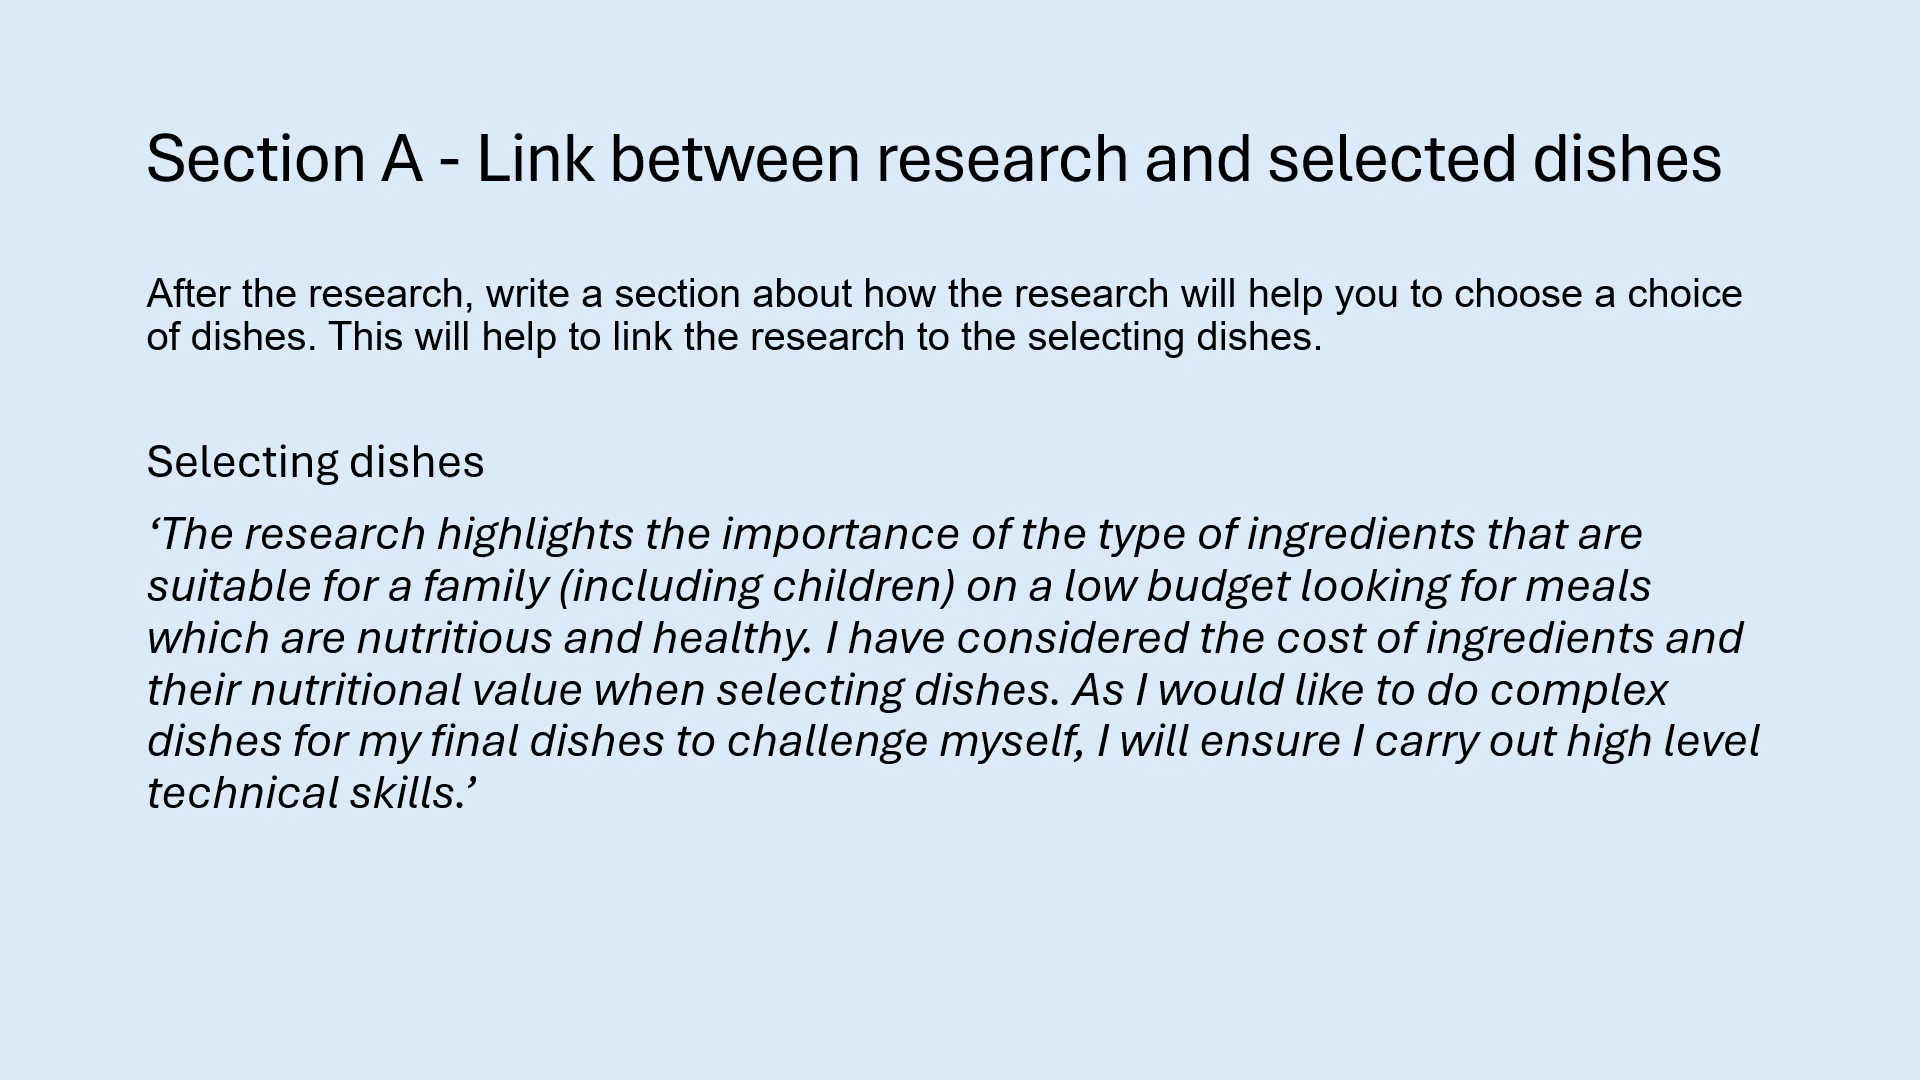 Section A - Link between research and selected dishes
After the research, write a section about how the research will help you to choose a choice
of dishes. This will help to link the research to the selecting dishes.
Selecting dishes
‘The research highlights the importance of the type of ingredients that are
suitable for a family (including children) on a low budget looking for meals
which are nutritious and healthy. I have considered the cost of ingredients and
their nutritional value when selecting dishes. As I would like to do complex
dishes for my final dishes to challenge myself, I will ensure I carry out high level
technical skills.’